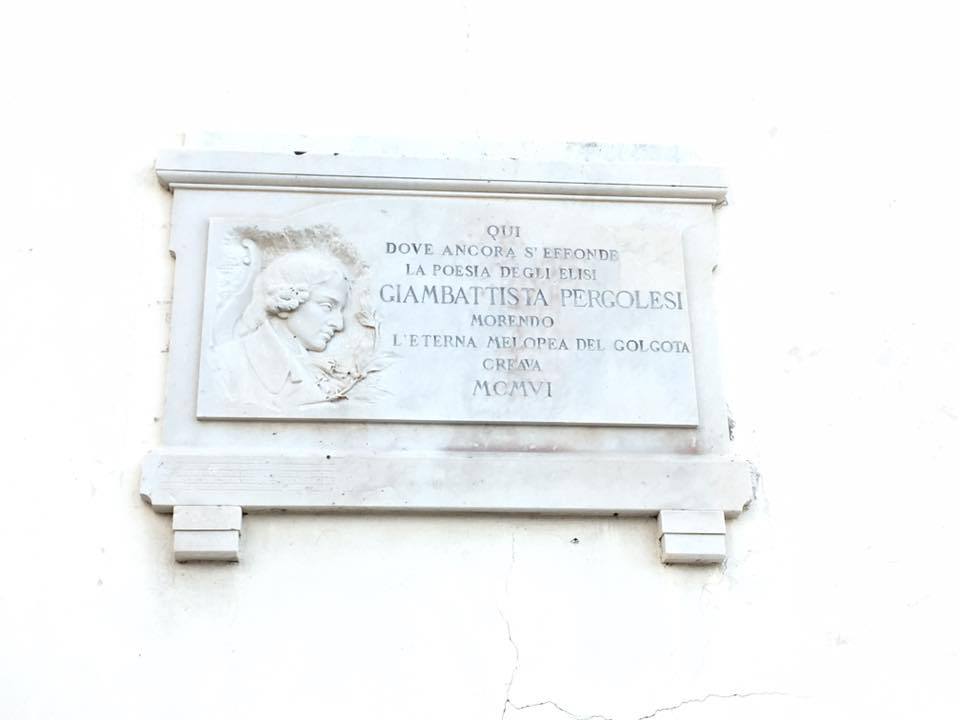 QUI
DOVE ANCORA S'EFFONDE
LA POESIA DEGLI ELISI
GIAMBATTISTA PERGOLESI
MORENDO
L'ETERNA MELOPEA DEL GOLGOTA
CREAVA
MCMVI